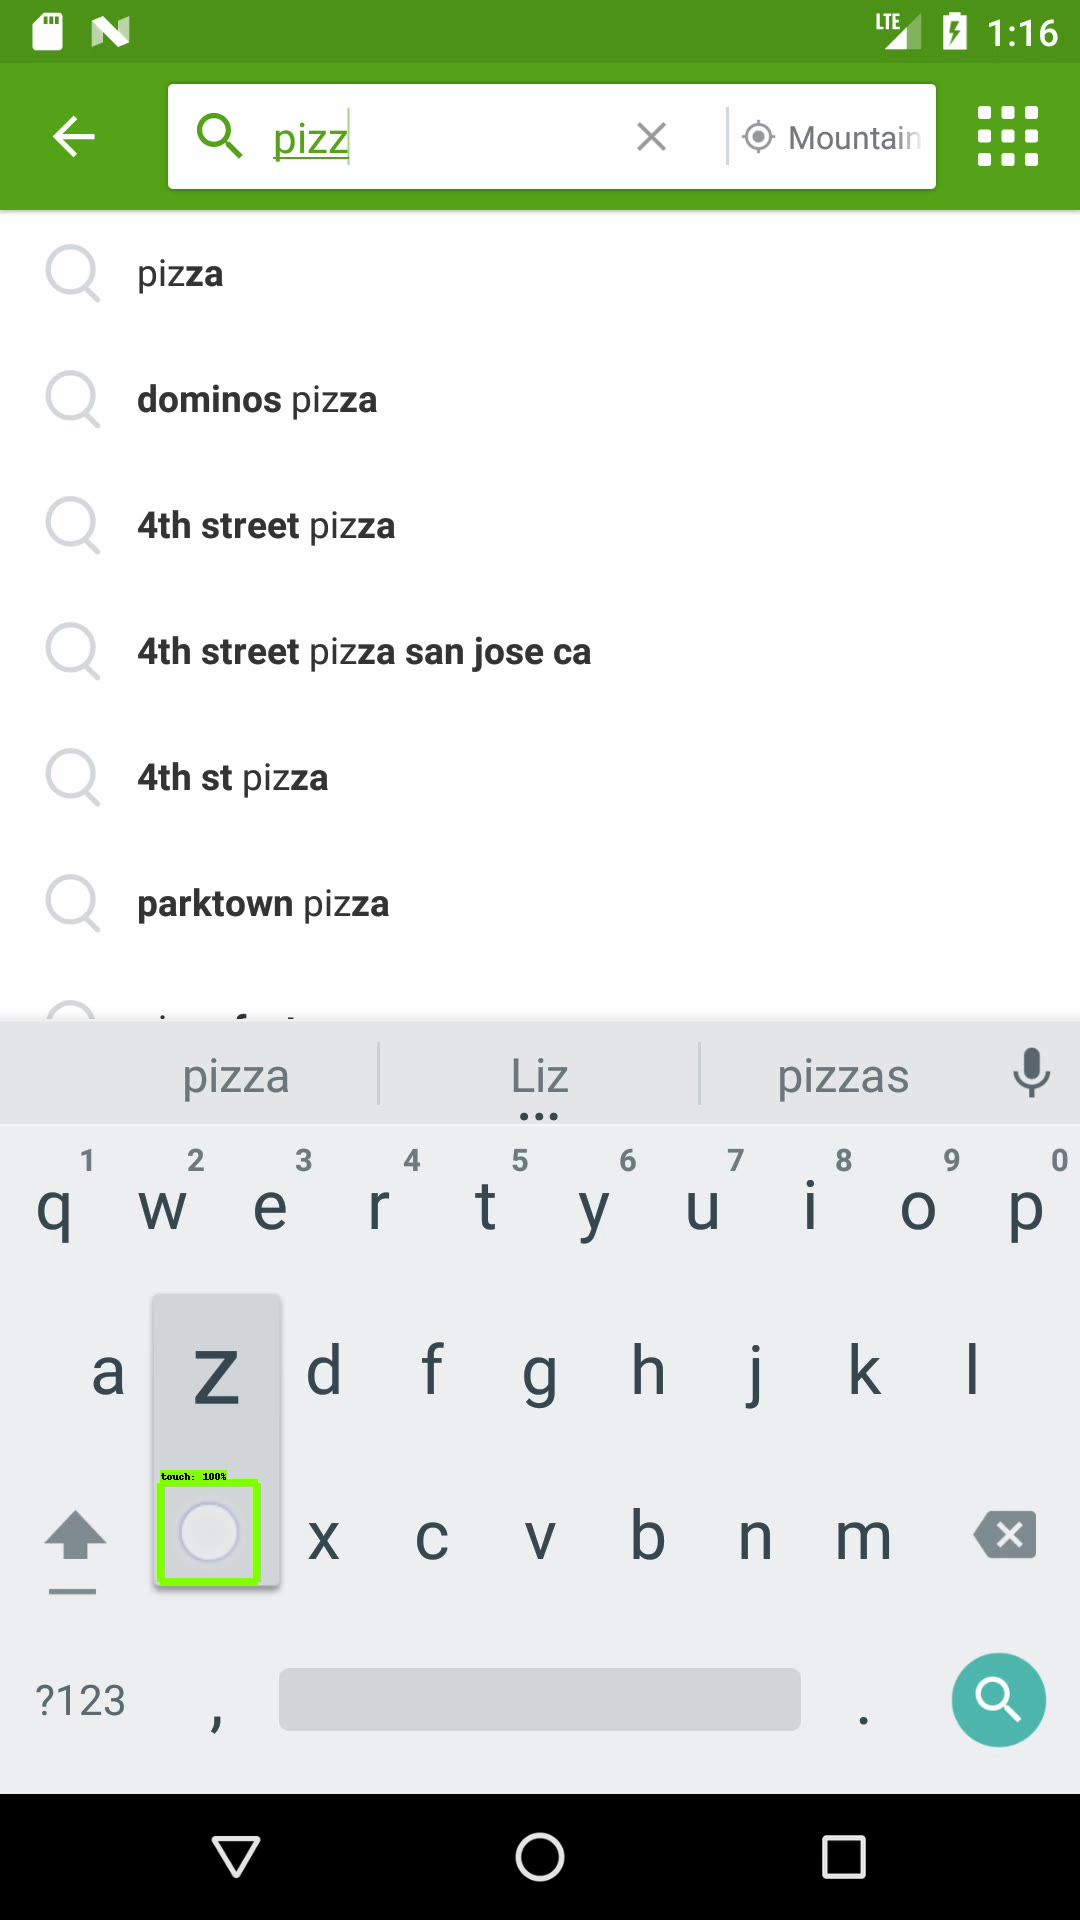 LTE 1:16
pizz Mountain
pizza
dominos pizza
4th street pizza
4th street pizza san jose ca
4th st pizza
parktown pizza
pizza Liz pizzas
1 2 3 4 5 6 7 8 9 0
q w e r t y u i o p
a z d f g h j k l
touch: 100%
x c v b n m
?123 , .